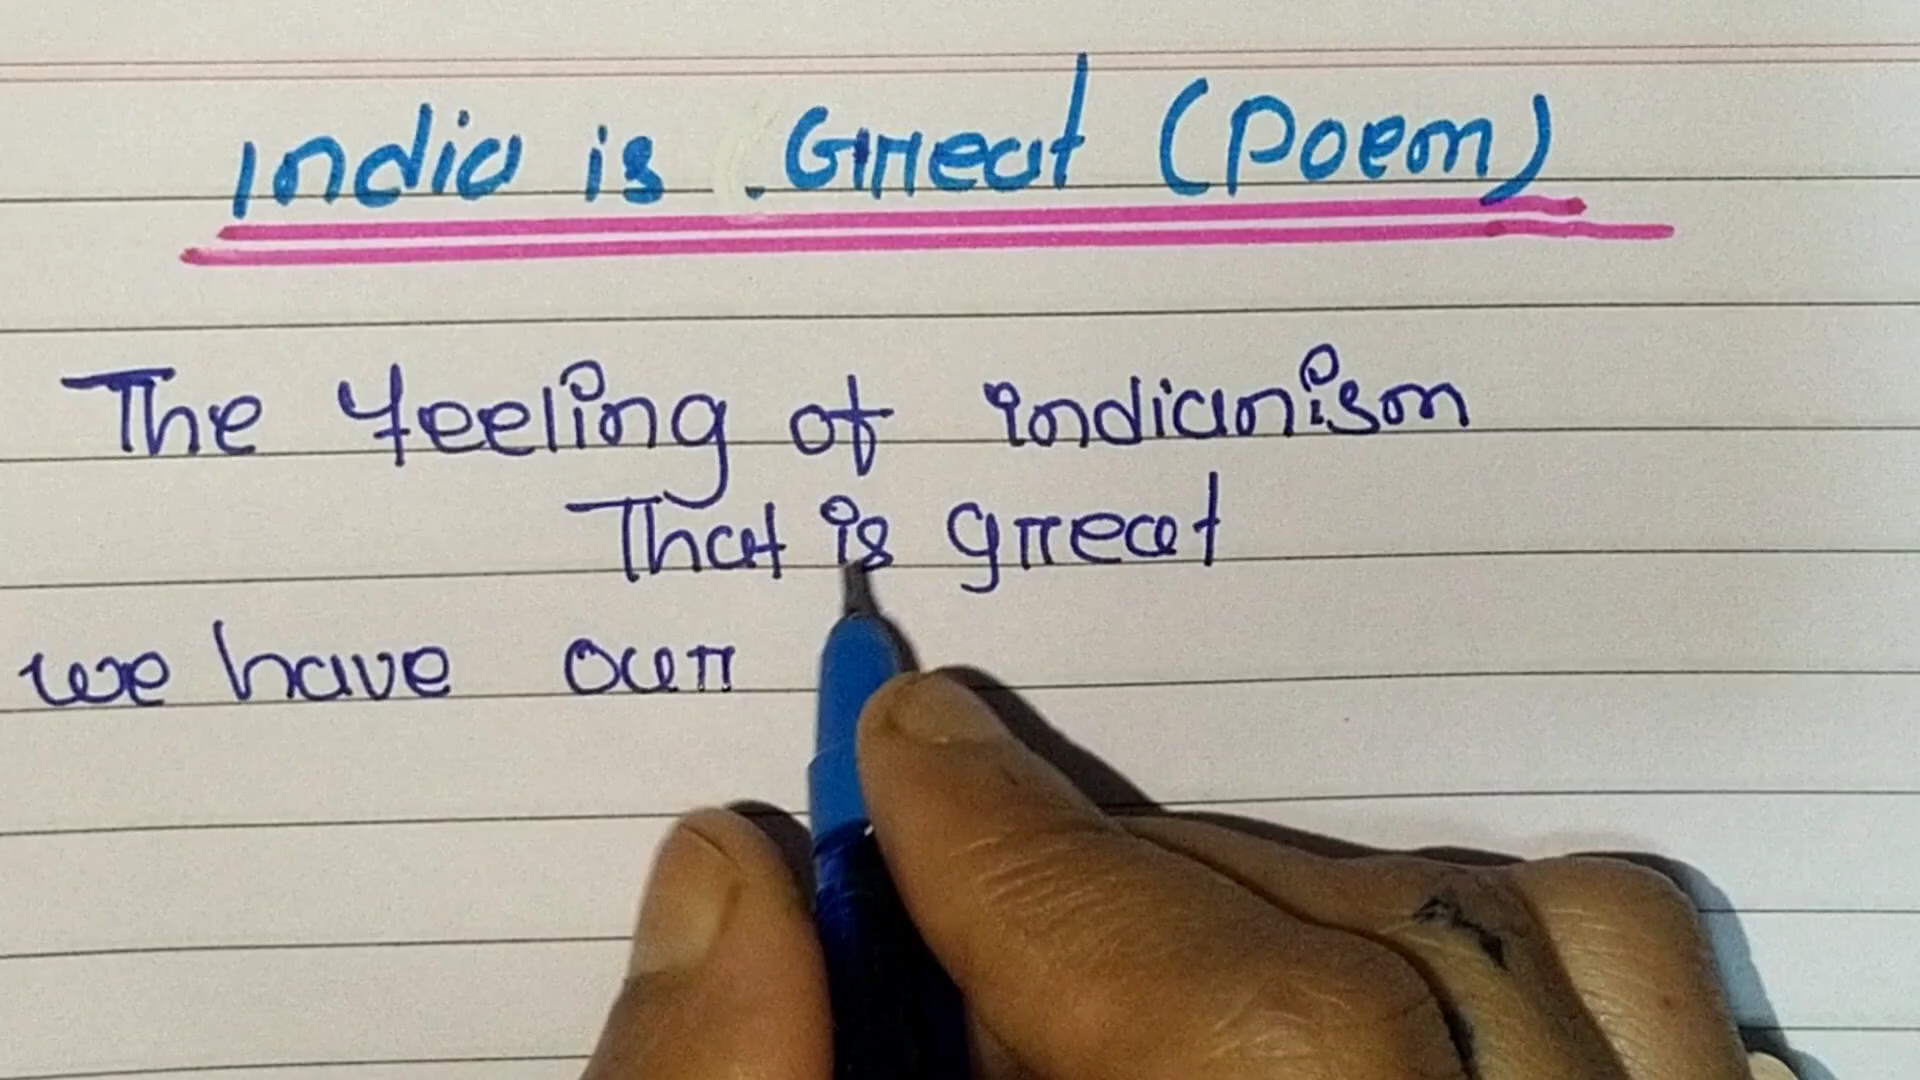 India is Great (Poem)
The feeling of indianism
That is great
we have our